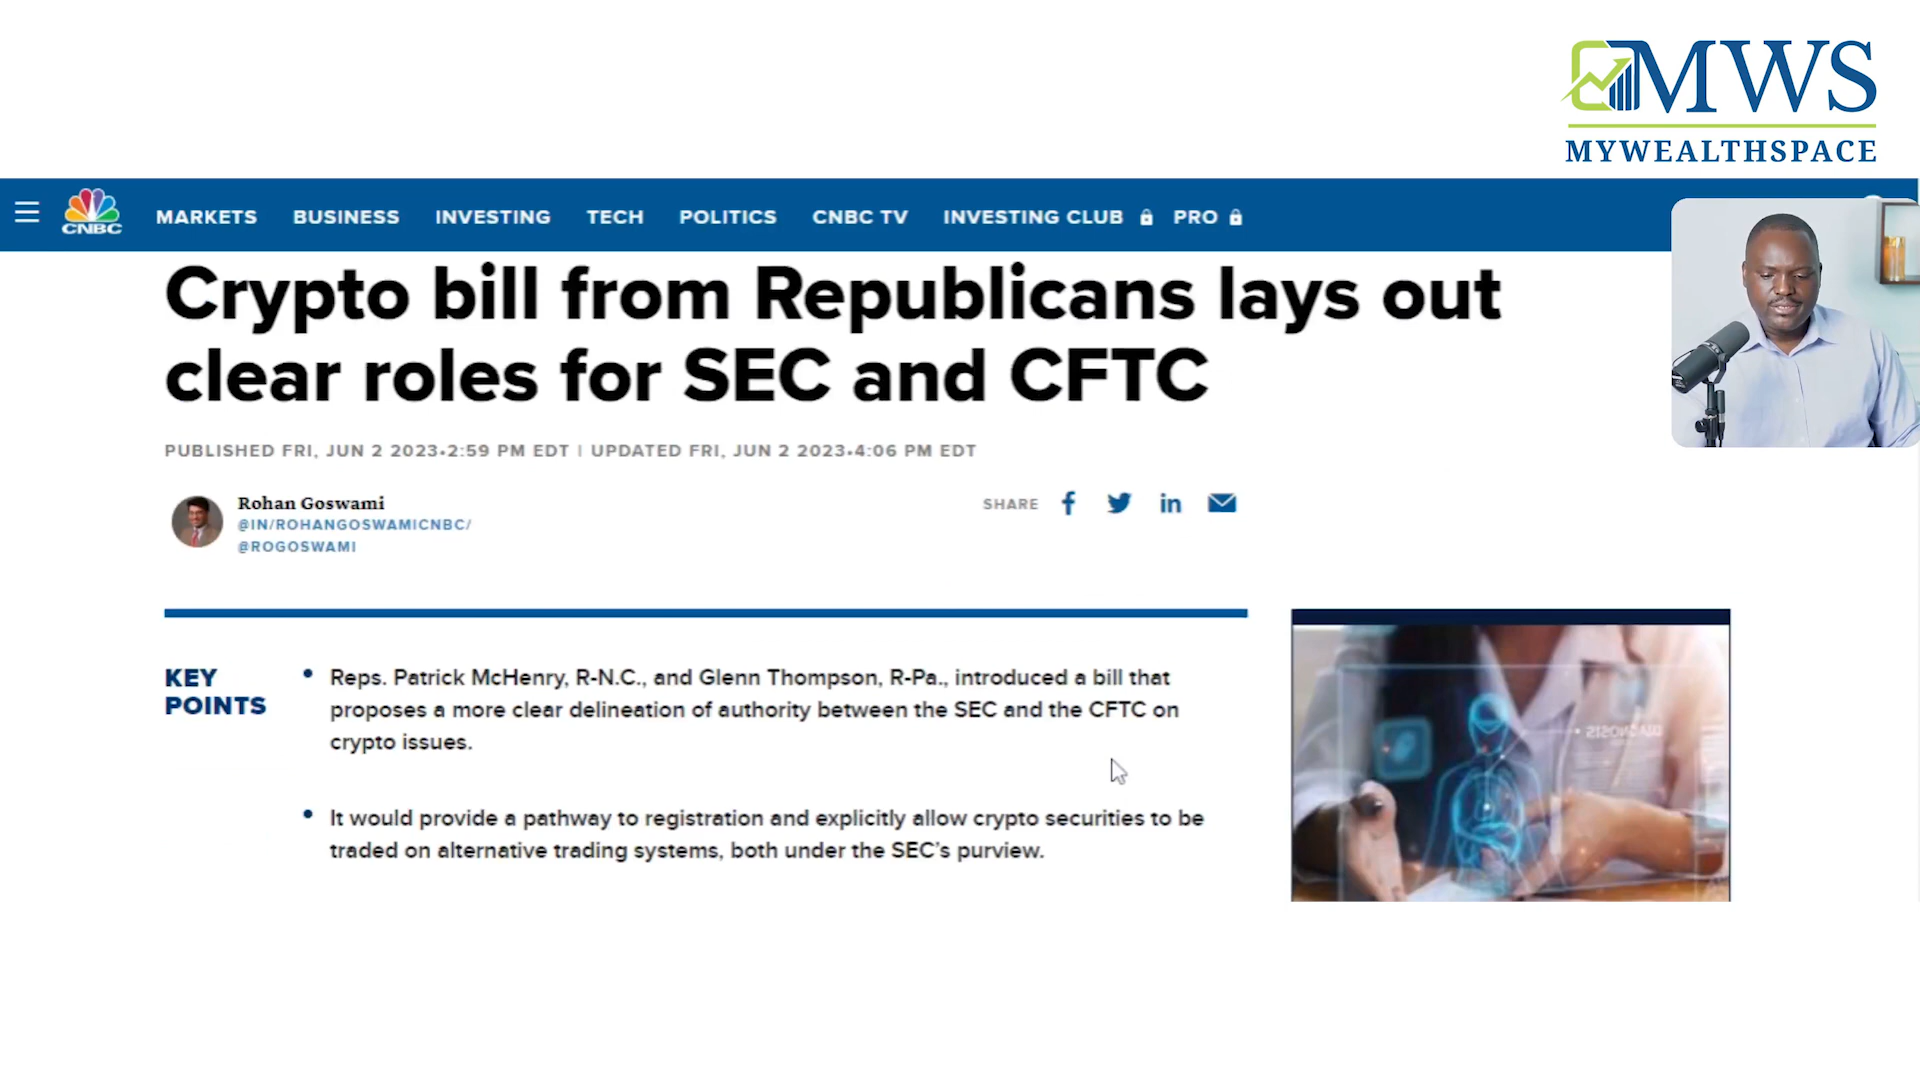 MWS
MYWEALTHSPACE
CNBC
MARKETS BUSINESS INVESTING TECH POLITICS CNBC TV INVESTING CLUB PRO
Crypto bill from Republicans lays out
clear roles for SEC and CFTC
PUBLISHED FRI, JUN 2 2023•2:59 PM EDT | UPDATED FRI, JUN 2 2023•4:06 PM EDT
Rohan Goswami
@IN/ROHANGOSWAMICNBC/
@ROGOSWAMI
SHARE
KEY
POINTS
• Reps. Patrick McHenry, R-N.C., and Glenn Thompson, R-Pa., introduced a bill that
proposes a more clear delineation of authority between the SEC and the CFTC on
crypto issues.
• It would provide a pathway to registration and explicitly allow crypto securities to be
traded on alternative trading systems, both under the SEC's purview.
DIAGNOSIS